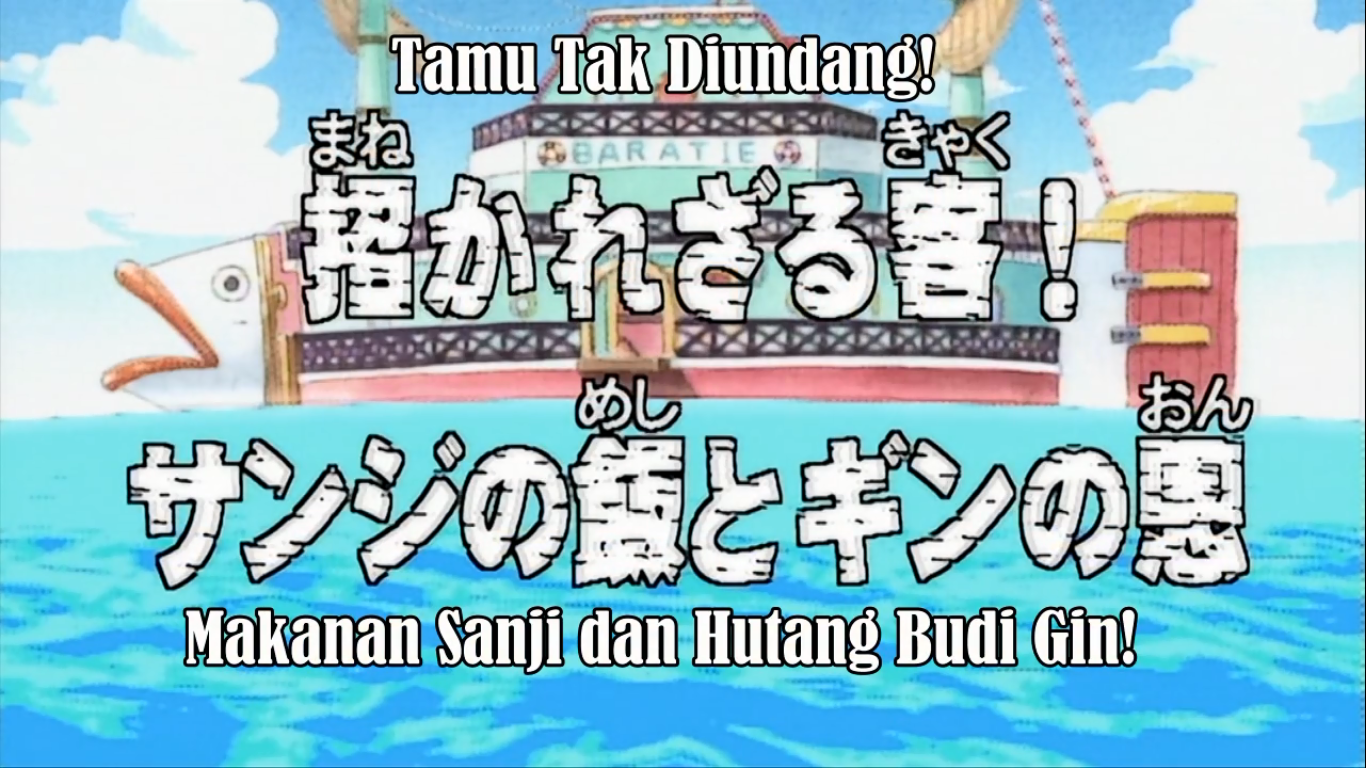 Tamu Tak Diundang!
まね きゃく
BARATIE
招かれざる客！
めし おん
サンジの飯とギンの恩
Makanan Sanji dan Hutang Budi Gin!